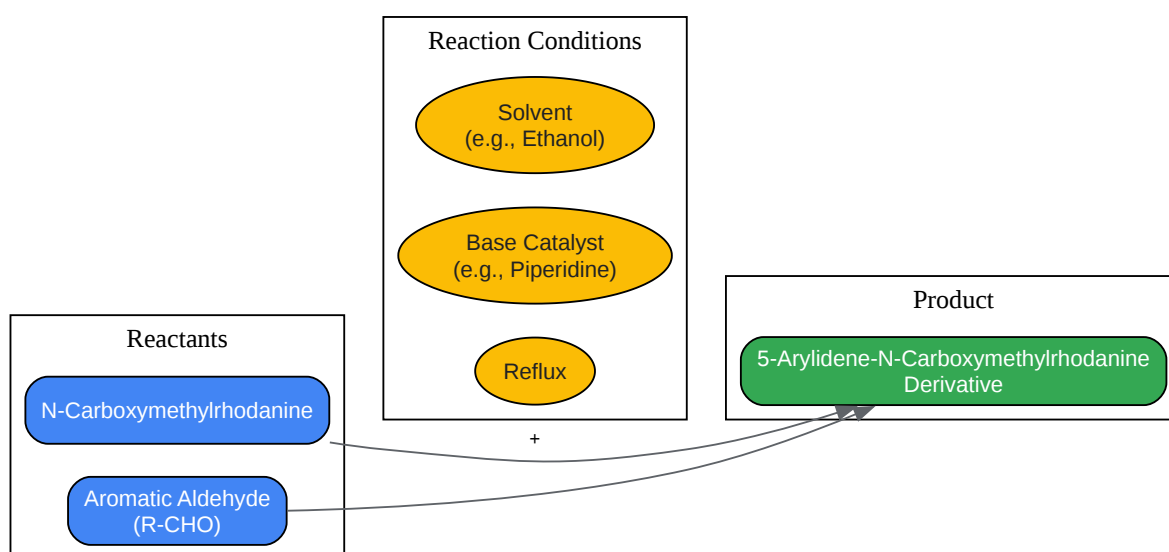 Reaction Conditions
Solvent
(e.g., Ethanol)
Base Catalyst
(e.g., Piperidine)
Reflux
+
Reactants
N-Carboxymethylrhodanine
Aromatic Aldehyde
(R-CHO)
Product
5-Arylidene-N-Carboxymethylrhodanine
Derivative